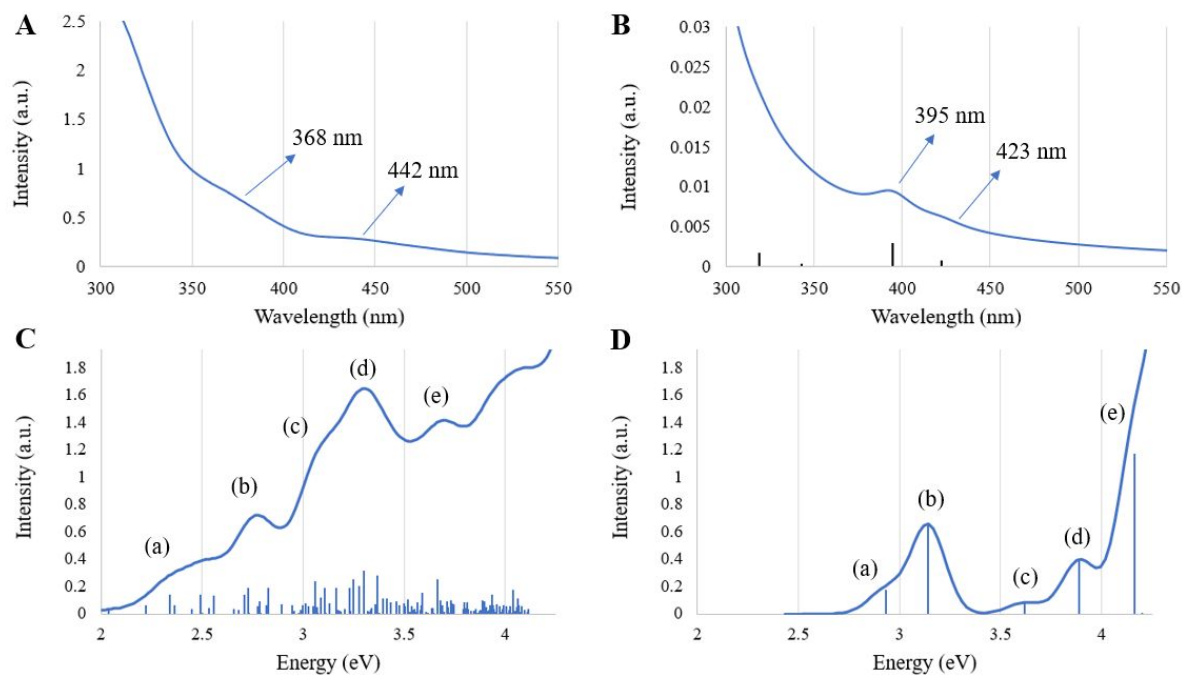 A
Intensity (a.u.)
2.5
2
1.5
1
0.5
0
368 nm
442 nm
300 350 400 450 500 550
Wavelength (nm)
B
Intensity (a.u.)
0.03
0.025
0.02
0.015
0.01
0.005
0
395 nm
423 nm
300 350 400 450 500 550
Wavelength (nm)
C
Intensity (a.u.)
1.8
1.6
1.4
1.2
1
0.8
0.6
0.4
0.2
0
(a)
(b)
(c)
(d)
(e)
2 2.5 3 3.5 4
Energy (eV)
D
Intensity (a.u.)
1.8
1.6
1.4
1.2
1
0.8
0.6
0.4
0.2
0
(a)
(b)
(c)
(d)
(e)
2 2.5 3 3.5 4
Energy (eV)